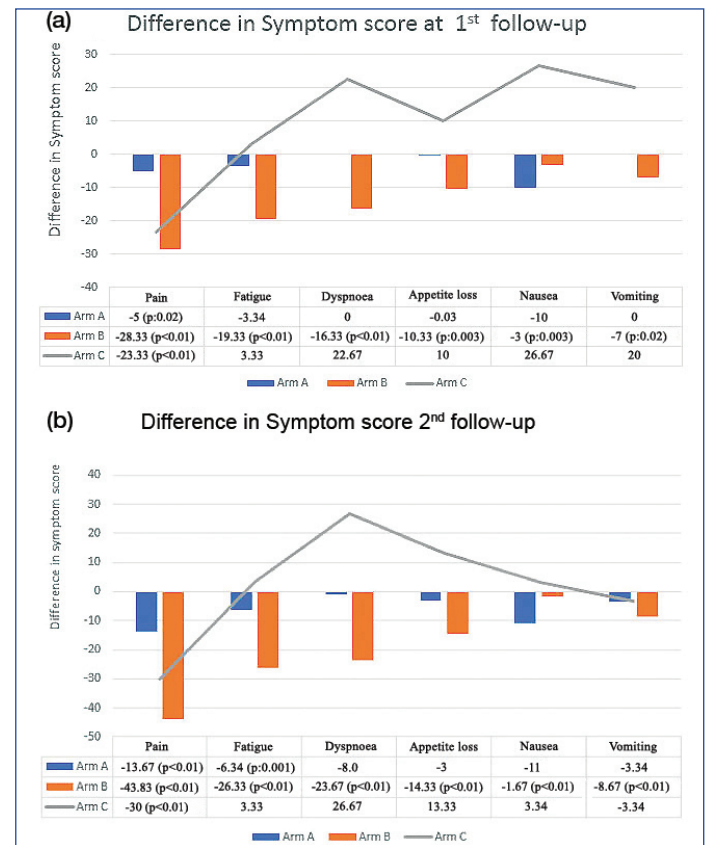 (a)
Difference in Symptom score at 1st follow-up
Difference in Symptom score
30
20
10
0
-10
-20
-30
-40
Pain Fatigue Dyspnoea Appetite loss Nausea Vomiting
Arm A -5 (p:0.02) -3.34 0 -0.03 -10 0
Arm B -28.33 (p<0.01) -19.33 (p<0.01) -16.33 (p<0.01) -10.33 (p:0.003) -3 (p:0.003) -7 (p:0.02)
Arm C -23.33 (p<0.01) 3.33 22.67 10 26.67 20
Arm A Arm B Arm C
(b)
Difference in Symptom score 2nd follow-up
Difference in symptom score
40
30
20
10
0
-10
-20
-30
-40
-50
Pain Fatigue Dyspnoea Appetite loss Nausea Vomiting
Arm A -13.67 (p<0.01) -6.34 (p:0.001) -8.0 -3 -11 -3.34
Arm B -43.83 (p<0.01) -26.33 (p<0.01) -23.67 (p<0.01) -14.33 (p<0.01) -1.67 (p<0.01) -8.67 (p<0.01)
Arm C -30 (p<0.01) 3.33 26.67 13.33 3.34 -3.34
Arm A Arm B Arm C